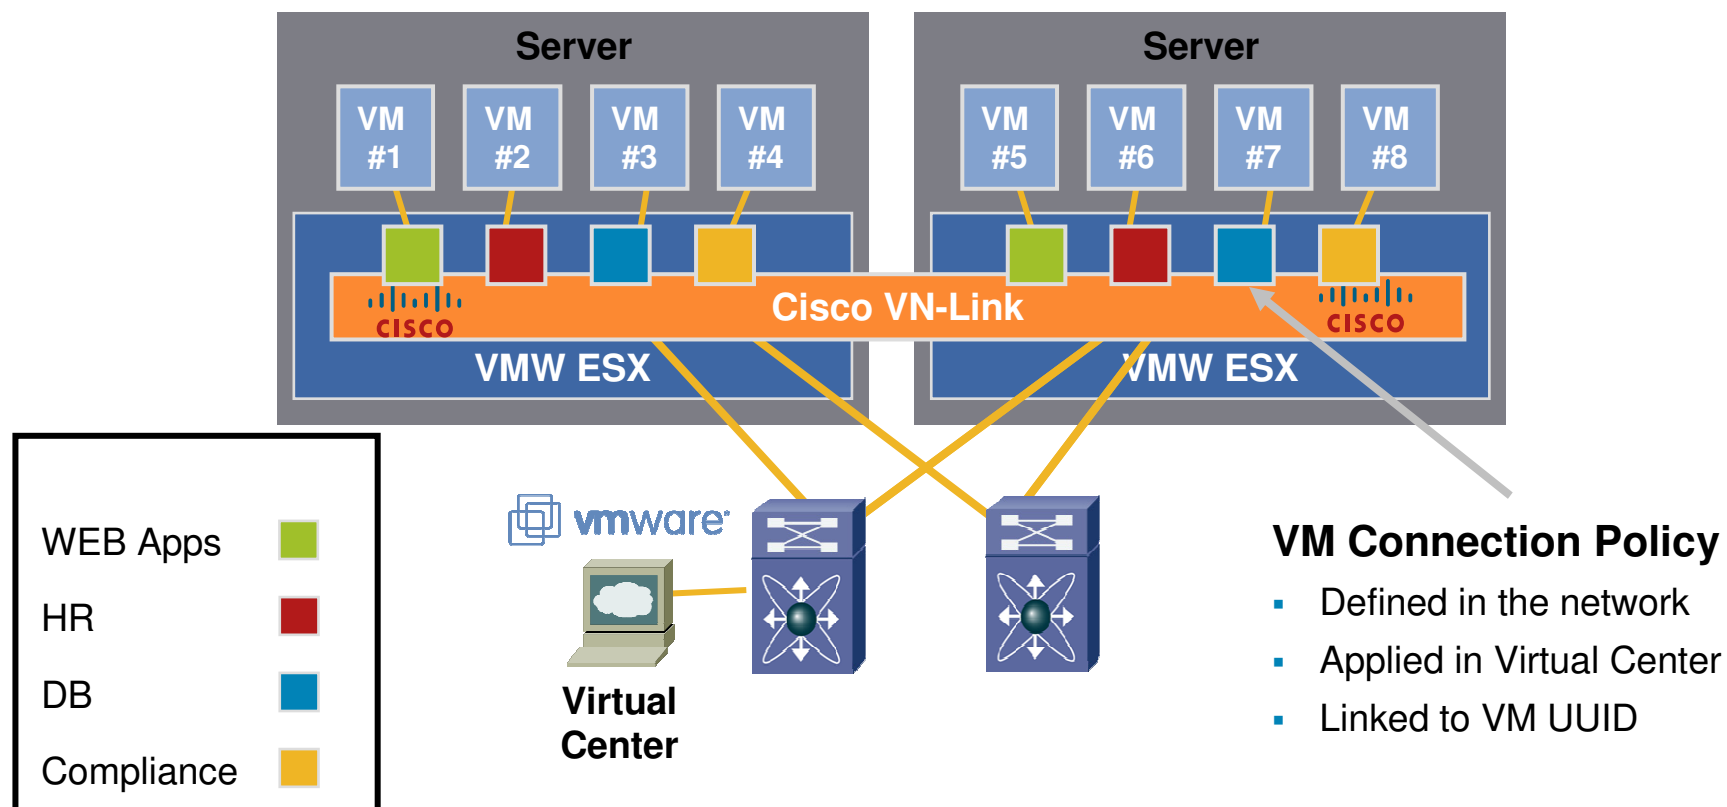 Server
Server
VM
#1
VM
#2
VM
#3
VM
#4
VM
#5
VM
#6
VM
#7
VM
#8
Cisco VN-Link
CISCO
CISCO
VMW ESX
VMW ESX
WEB Apps
HR
DB
Compliance
vmware
Virtual
Center
VM Connection Policy
▪ Defined in the network
▪ Applied in Virtual Center
▪ Linked to VM UUID